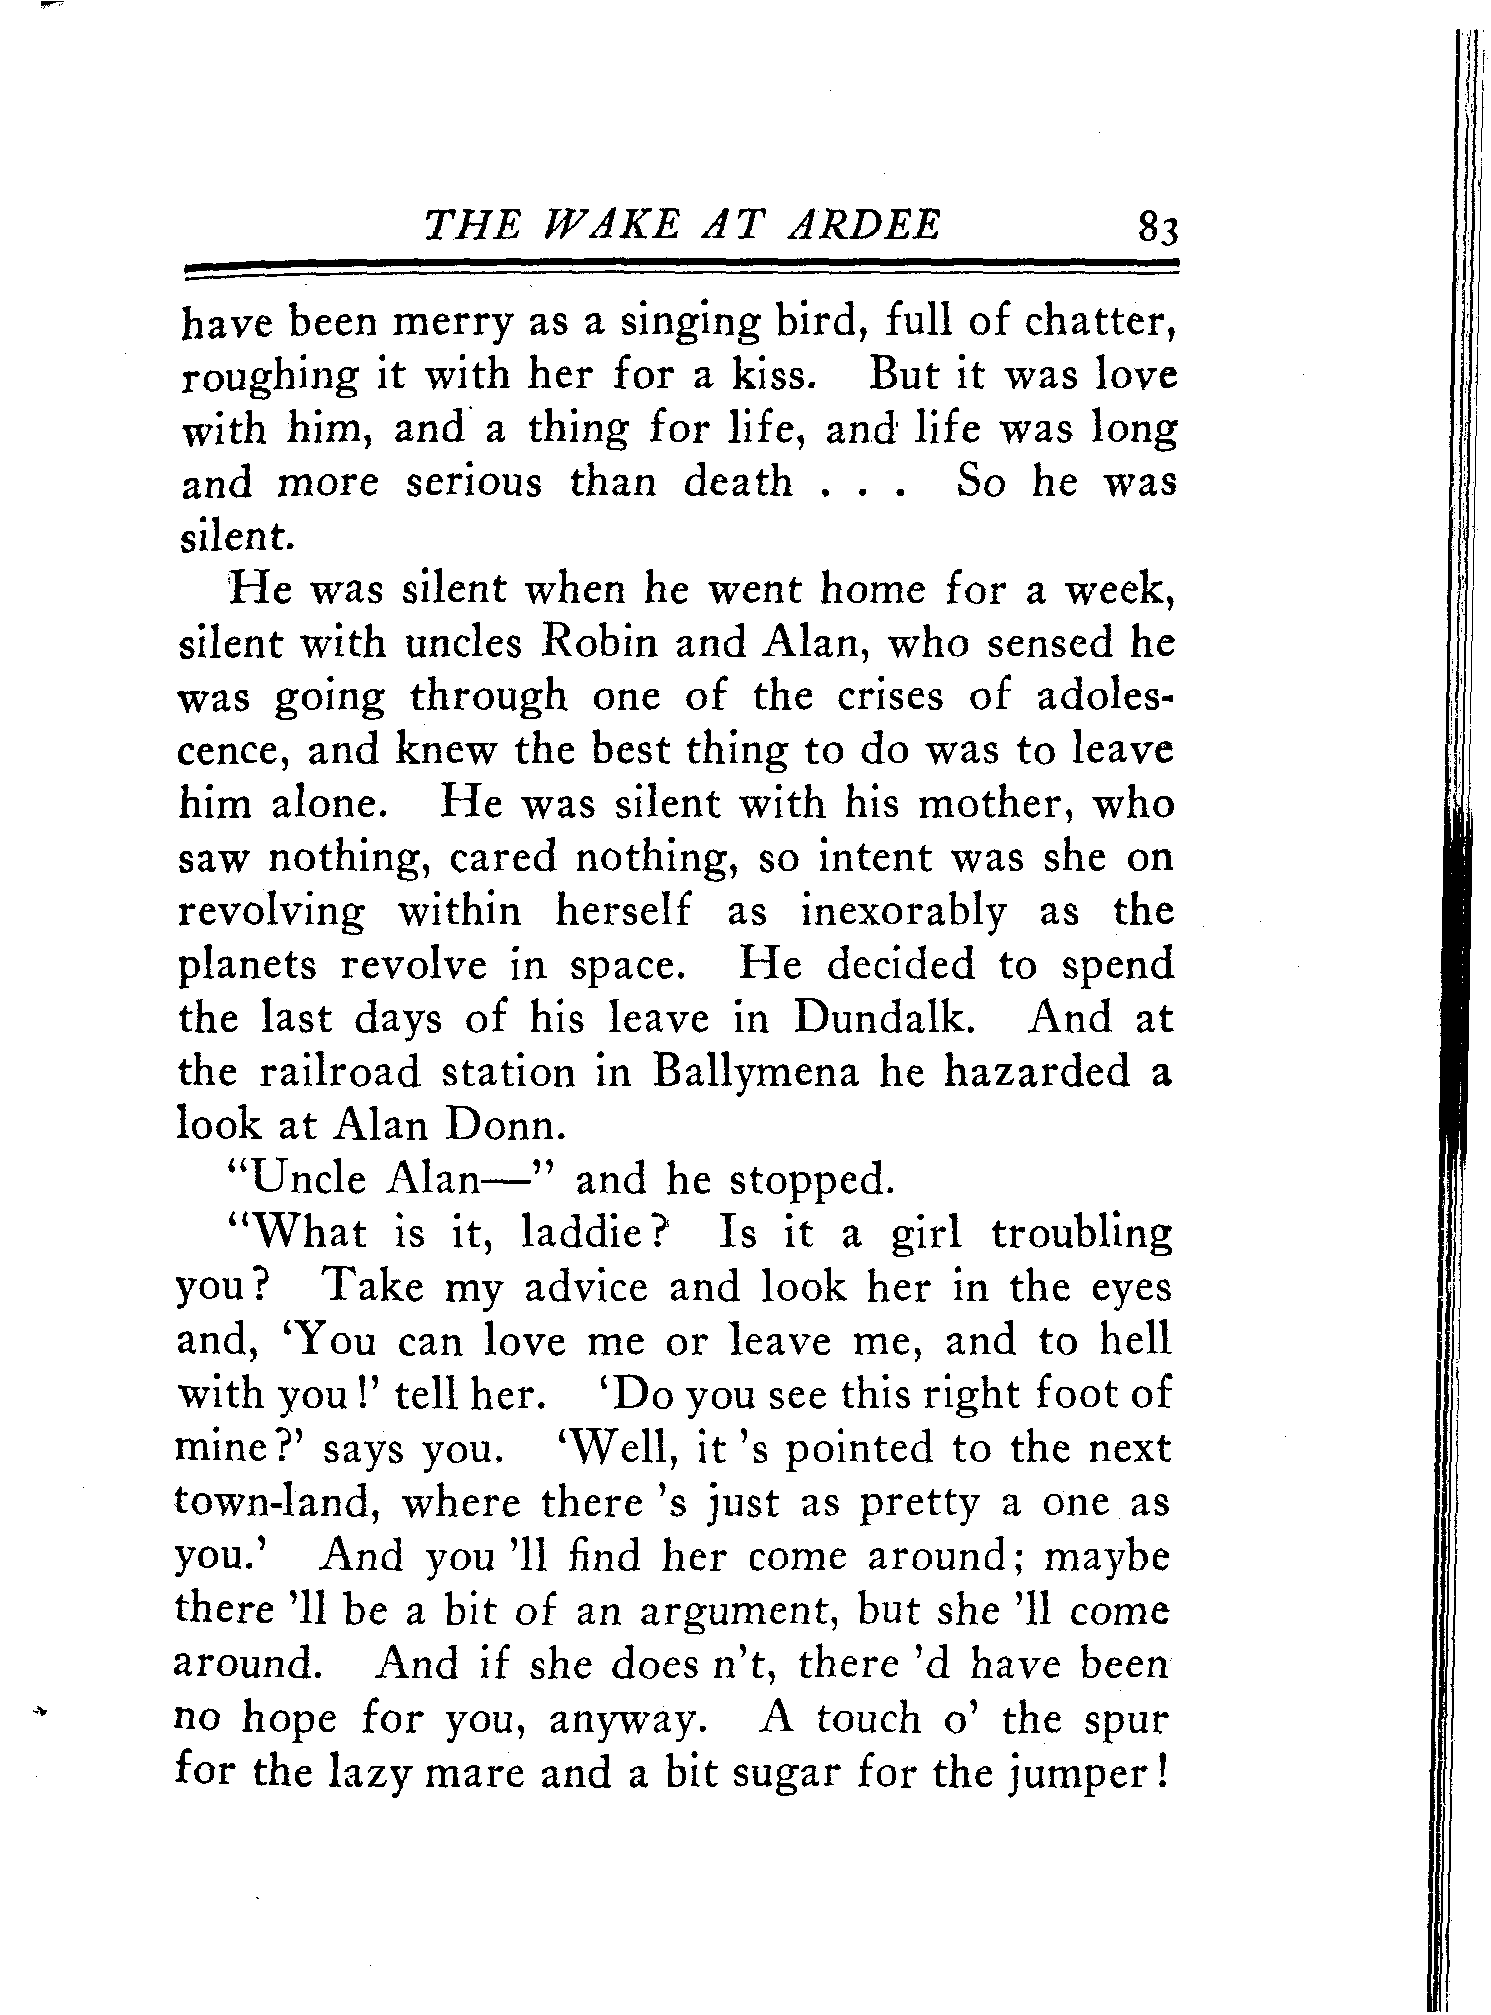 THE WAKE AT ARDEE 83
have been merry as a singing bird, full of chatter,
roughing it with her for a kiss. But it was love
with him, and a thing for life, and life was long
and more serious than death . . . So he was
silent.
He was silent when he went home for a week,
silent with uncles Robin and Alan, who sensed he
was going through one of the crises of adoles-
cence, and knew the best thing to do was to leave
him alone. He was silent with his mother, who
saw nothing, cared nothing, so intent was she on
revolving within herself as inexorably as the
planets revolve in space. He decided to spend
the last days of his leave in Dundalk. And at
the railroad station in Ballymena he hazarded a
look at Alan Donn.
“Uncle Alan—” and he stopped.
“What is it, laddie? Is it a girl troubling
you? Take my advice and look her in the eyes
and, ‘You can love me or leave me, and to hell
with you!’ tell her. ‘Do you see this right foot of
mine?’ says you. ‘Well, it ’s pointed to the next
town-land, where there ’s just as pretty a one as
you.’ And you ’ll find her come around; maybe
there ’ll be a bit of an argument, but she ’ll come
around. And if she does n’t, there ’d have been
no hope for you, anyway. A touch o’ the spur
for the lazy mare and a bit sugar for the jumper!